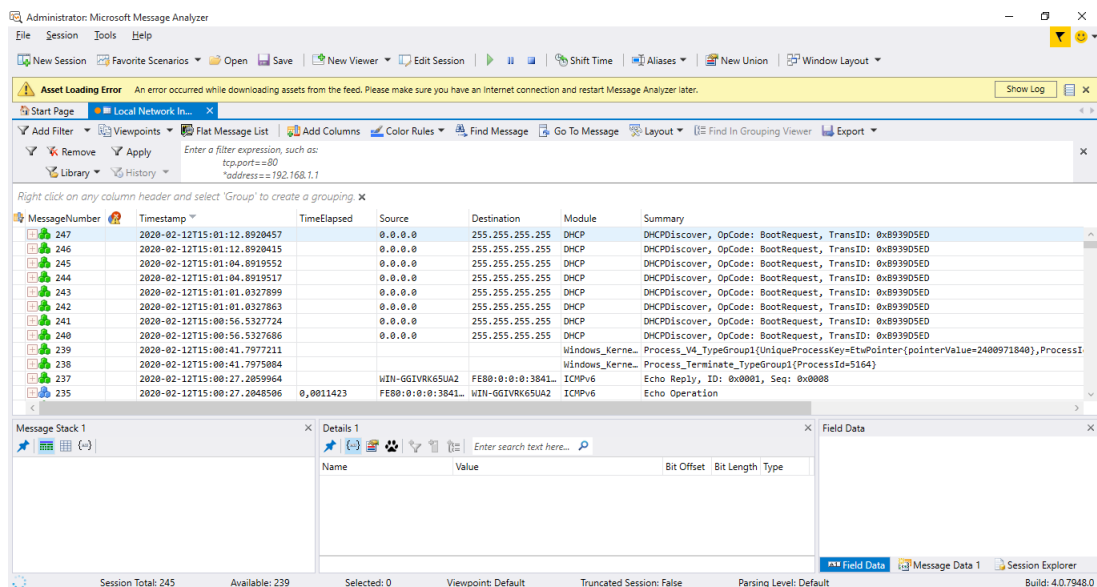 Administrator: Microsoft Message Analyzer
File Session Tools Help
New Session Favorite Scenarios Open Save New Viewer Edit Session Shift Time Aliases New Union Window Layout
Asset Loading Error An error occurred while downloading assets from the feed. Please make sure you have an Internet connection and restart Message Analyzer later. Show Log
Start Page Local Network In...
Add Filter Viewpoints Flat Message List Add Columns Color Rules Find Message Go To Message Layout Find In Grouping Viewer Export
Remove Apply Enter a filter expression, such as:
tcp.port==80
Library History *address==192.168.1.1
Right click on any column header and select 'Group' to create a grouping.
MessageNumber Timestamp TimeElapsed Source Destination Module Summary
247 2020-02-12T15:01:12.8920457 0.0.0.0 255.255.255.255 DHCP DHCPDiscover, OpCode: BootRequest, TransID: 0xB939D5ED
246 2020-02-12T15:01:12.8920415 0.0.0.0 255.255.255.255 DHCP DHCPDiscover, OpCode: BootRequest, TransID: 0xB939D5ED
245 2020-02-12T15:01:04.8919552 0.0.0.0 255.255.255.255 DHCP DHCPDiscover, OpCode: BootRequest, TransID: 0xB939D5ED
244 2020-02-12T15:01:04.8919517 0.0.0.0 255.255.255.255 DHCP DHCPDiscover, OpCode: BootRequest, TransID: 0xB939D5ED
243 2020-02-12T15:01:01.0327899 0.0.0.0 255.255.255.255 DHCP DHCPDiscover, OpCode: BootRequest, TransID: 0xB939D5ED
242 2020-02-12T15:01:01.0327863 0.0.0.0 255.255.255.255 DHCP DHCPDiscover, OpCode: BootRequest, TransID: 0xB939D5ED
241 2020-02-12T15:00:56.5327724 0.0.0.0 255.255.255.255 DHCP DHCPDiscover, OpCode: BootRequest, TransID: 0xB939D5ED
240 2020-02-12T15:00:56.5327686 0.0.0.0 255.255.255.255 DHCP DHCPDiscover, OpCode: BootRequest, TransID: 0xB939D5ED
239 2020-02-12T15:00:41.7977211 Windows_Kerne... Process_V4_TypeGroup1{UniqueProcessKey=EtwPointer{pointerValue=2400971840},ProcessI
238 2020-02-12T15:00:41.7975084 Windows_Kerne... Process_Terminate_TypeGroup1{ProcessId=5164}
237 2020-02-12T15:00:27.2059964 WIN-GGIVRK65UA2 FE80:0:0:0:3841... ICMPv6 Echo Reply, ID: 0x0001, Seq: 0x0008
235 2020-02-12T15:00:27.2048506 0,0011423 FE80:0:0:0:3841... WIN-GGIVRK65UA2 ICMPv6 Echo Operation
Message Stack 1 Details 1 Field Data
Enter search text here...
Name Value Bit Offset Bit Length Type
Field Data Message Data 1 Session Explorer
Session Total: 245 Available: 239 Selected: 0 Viewpoint: Default Truncated Session: False Parsing Level: Default Build: 4.0.7948.0